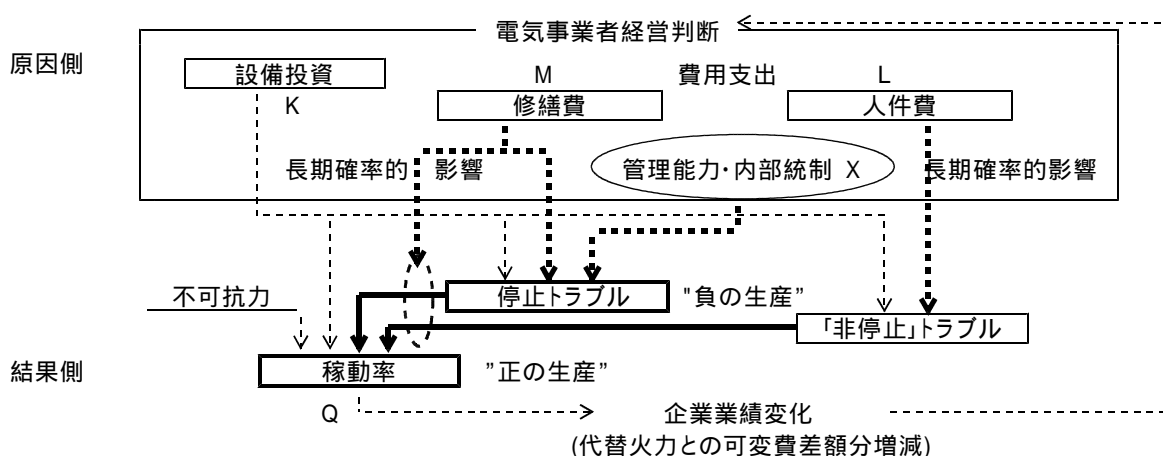 電気事業者経営判断
原因側
設備投資 M 費用支出 L
K 修繕費 人件費
長期確率的 影響 管理能力・内部統制 X 長期確率的影響
不可抗力 停止トラブル "負の生産”
「非停止」トラブル
結果側 稼動率 ”正の生産”
Q 企業業績変化
(代替火力との可変費差額分増減)